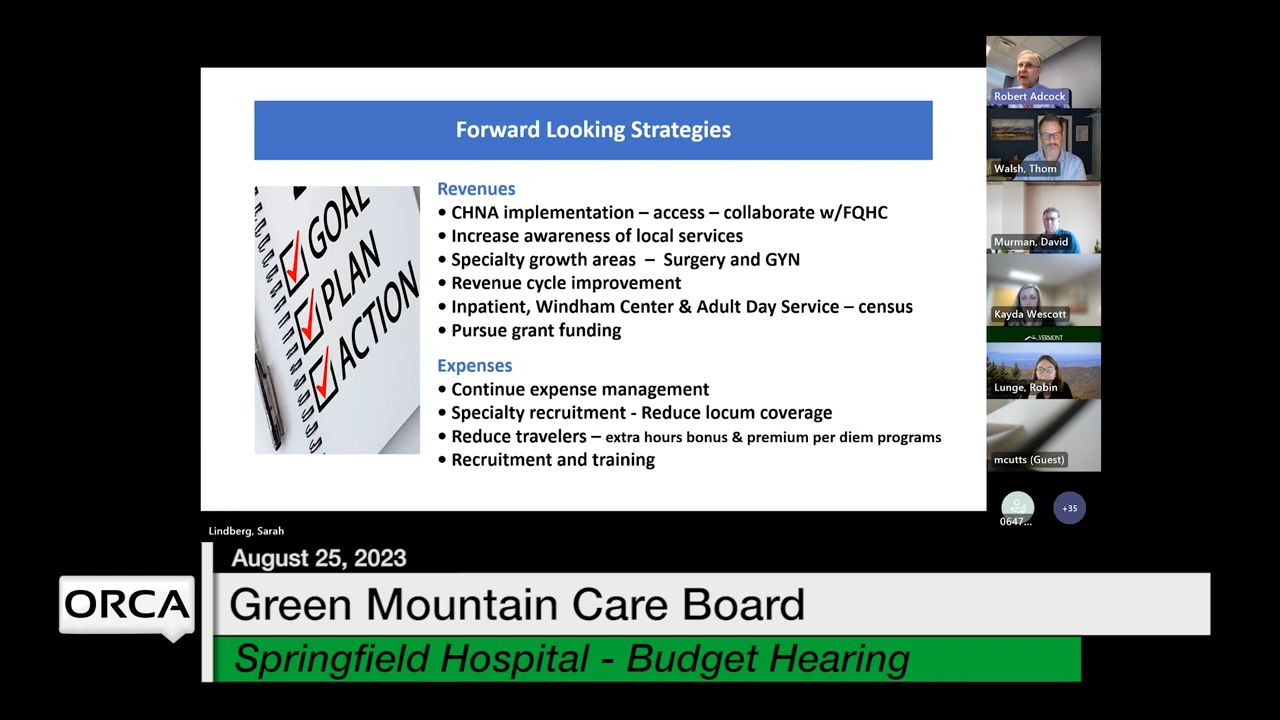 Forward Looking Strategies
GOAL
PLAN
ACTION
Revenues
• CHNA implementation – access – collaborate w/FQHC
• Increase awareness of local services
• Specialty growth areas – Surgery and GYN
• Revenue cycle improvement
• Inpatient, Windham Center & Adult Day Service – census
• Pursue grant funding
Expenses
• Continue expense management
• Specialty recruitment - Reduce locum coverage
• Reduce travelers – extra hours bonus & premium per diem programs
• Recruitment and training
Robert Adcock
Walsh, Thom
Murman, David
Kayda Wescott
VERMONT
Lunge, Robin
mcutts (Guest)
0647...
+35
Lindberg, Sarah
August 25, 2023
ORCA
Green Mountain Care Board
Springfield Hospital - Budget Hearing